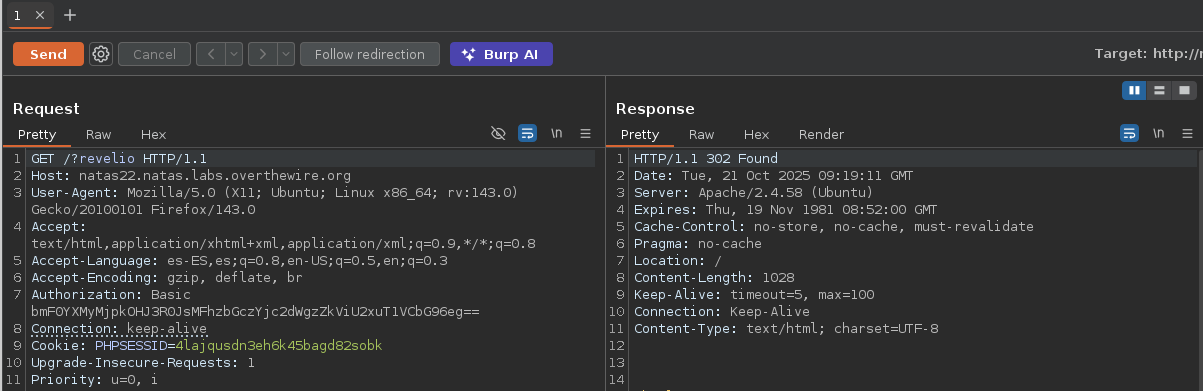 1 × +
Send Cancel < > Follow redirection Burp AI Target: http://
Request
Pretty Raw Hex \n
1 GET /?revelio HTTP/1.1
2 Host: natas22.natas.labs.overthewire.org
3 User-Agent: Mozilla/5.0 (X11; Ubuntu; Linux x86_64; rv:143.0)
Gecko/20100101 Firefox/143.0
4 Accept:
text/html,application/xhtml+xml,application/xml;q=0.9,*/*;q=0.8
5 Accept-Language: es-ES,es;q=0.8,en-US;q=0.5,en;q=0.3
6 Accept-Encoding: gzip, deflate, br
7 Authorization: Basic
bmF0YXMyMjpkOHJ3R0JsMFhzbGczYjc2dWgzZkViU2xuT1VCbG96eg==
8 Connection: keep-alive
9 Cookie: PHPSESSID=4lajqusdn3eh6k45bagd82sobk
10 Upgrade-Insecure-Requests: 1
11 Priority: u=0, i
Response
Pretty Raw Hex Render \n
1 HTTP/1.1 302 Found
2 Date: Tue, 21 Oct 2025 09:19:11 GMT
3 Server: Apache/2.4.58 (Ubuntu)
4 Expires: Thu, 19 Nov 1981 08:52:00 GMT
5 Cache-Control: no-store, no-cache, must-revalidate
6 Pragma: no-cache
7 Location: /
8 Content-Length: 1028
9 Keep-Alive: timeout=5, max=100
10 Connection: Keep-Alive
11 Content-Type: text/html; charset=UTF-8
12
13
14